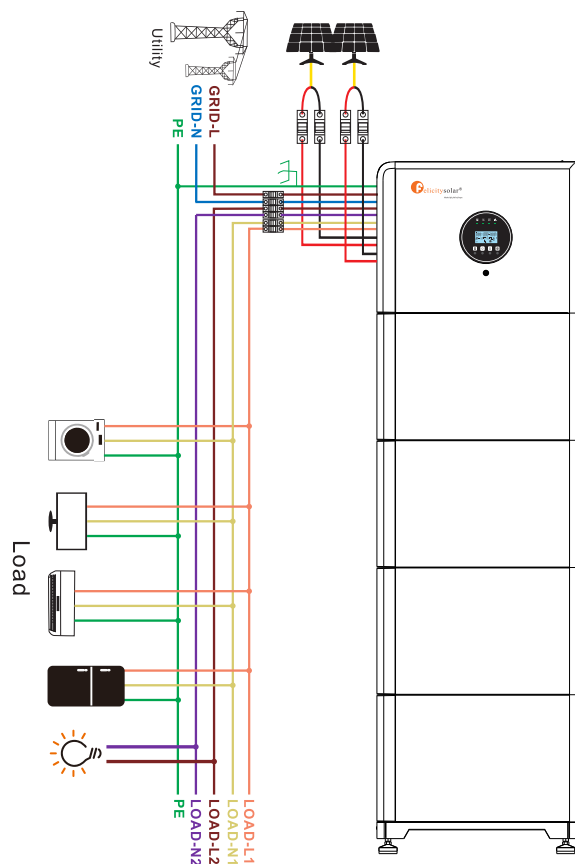 Utility
GRID-L
GRID-N
PE
felicitysolar®
Load
LOAD-L1
LOAD-N1
LOAD-L2
LOAD-N2
PE